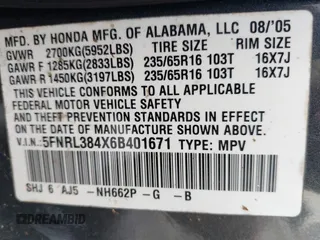 MFD. BY HONDA MFG. OF ALABAMA, LLC 08/'05
GVWR 2700KG(5952LBS) TIRE SIZE RIM SIZE
GAWR F 1285KG(2833LBS) 235/65R16 103T 16X7J
GAWR R 1450KG(3197LBS) 235/65R16 103T 16X7J
THIS VEHICLE CONFORMS TO ALL APPLICABLE
FEDERAL MOTOR VEHICLE SAFETY AND THEFT
PREVENTION STANDARDS IN EFFECT ON THE
DATE OF MANUFACTURE SHOWN ABOVE.
V.I.N.: 5FNRL384X6B401671 TYPE: MPV
SHJ 6 AJ5 -NH662P -G -B
DREAMBID